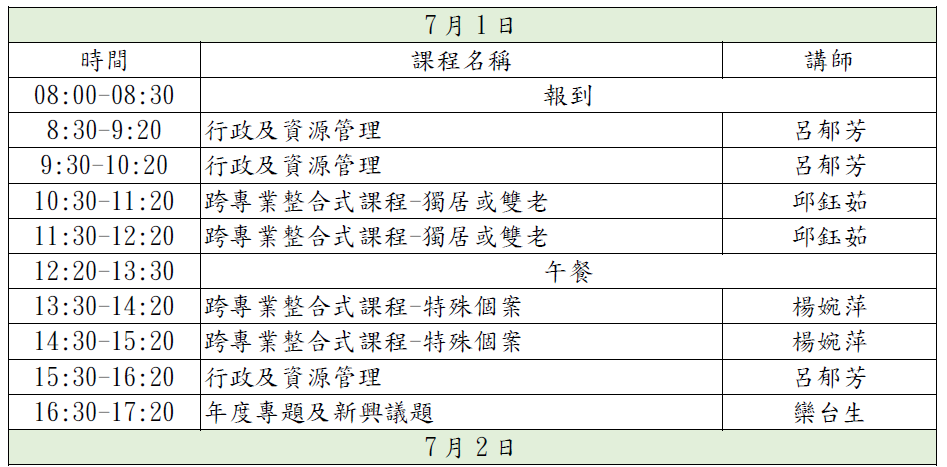 7月1日
時間 課程名稱 講師
08:00-08:30 報到
8:30-9:20 行政及資源管理 呂郁芳
9:30-10:20 行政及資源管理 呂郁芳
10:30-11:20 跨專業整合式課程-獨居或雙老 邱鈺茹
11:30-12:20 跨專業整合式課程-獨居或雙老 邱鈺茹
12:20-13:30 午餐
13:30-14:20 跨專業整合式課程-特殊個案 楊婉萍
14:30-15:20 跨專業整合式課程-特殊個案 楊婉萍
15:30-16:20 行政及資源管理 呂郁芳
16:30-17:20 年度專題及新興議題 欒台生
7月2日